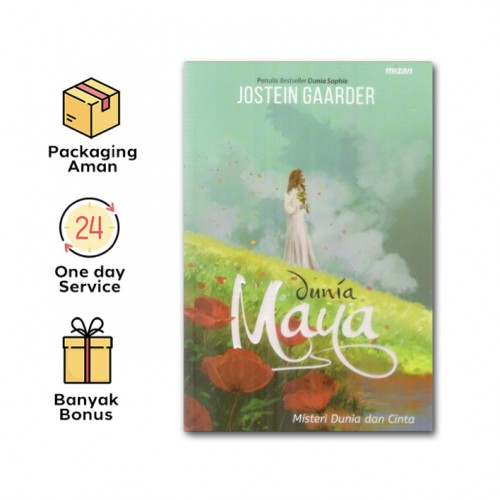 Packaging
Aman
24
One day
Service
Banyak
Bonus
mizan
Penulis Bestseller Dunia Sophie
JOSTEIN GAARDER
dunia
Maya
Misteri Dunia dan Cinta